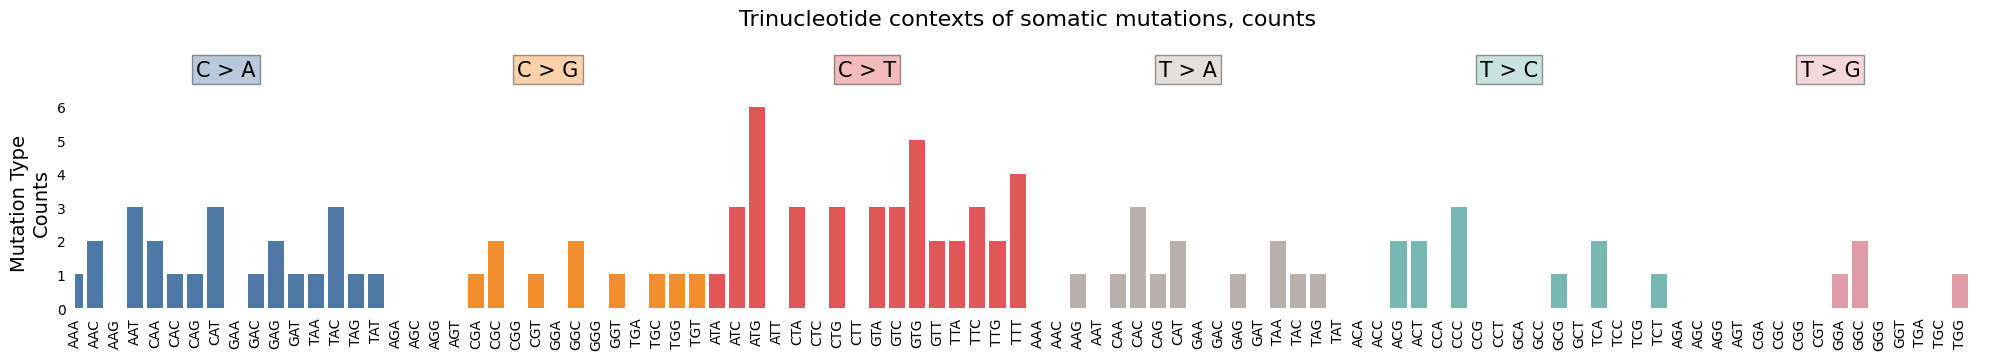 Trinucleotide contexts of somatic mutations, counts
C > A
C > G
C > T
T > A
T > C
T > G
Mutation Type
Counts
6
5
4
3
2
1
0
AAA
AAC
AAG
AAT
CAA
CAC
CAG
CAT
GAA
GAC
GAG
GAT
TAA
TAC
TAG
TAT
AGA
AGC
AGG
AGT
CGA
CGC
CGG
CGT
GGA
GGC
GGG
GGT
TGA
TGC
TGG
TGT
ATA
ATC
ATG
ATT
CTA
CTC
CTG
CTT
GTA
GTC
GTG
GTT
TTA
TTC
TTG
TTT
AAA
AAC
AAG
AAT
CAA
CAC
CAG
CAT
GAA
GAC
GAG
GAT
TAA
TAC
TAG
TAT
ACA
ACC
ACG
ACT
CCA
CCC
CCG
CCT
GCA
GCC
GCG
GCT
TCA
TCC
TCG
TCT
AGA
AGC
AGG
AGT
CGA
CGC
CGG
CGT
GGA
GGC
GGG
GGT
TGA
TGC
TGG